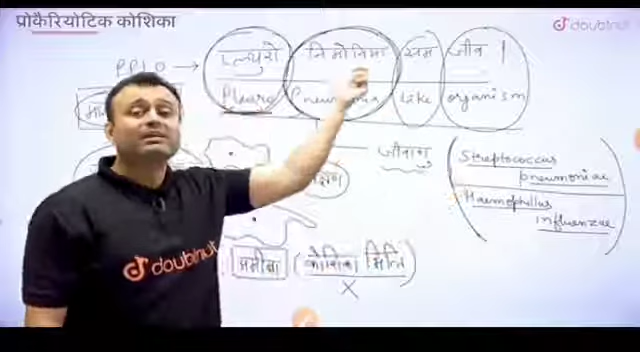 प्रोकैरियोटिक कोशिका
doubtnut
PPLO → प्ल्युरो निमोनिया सम जीव |
Pleuro Pneumonia Like organism
जीवाणु
Streptococcus
pneumoniae
Haemophillus
influenzae
doubtnut
अमीबा ( कोशिका भित्ति )
X